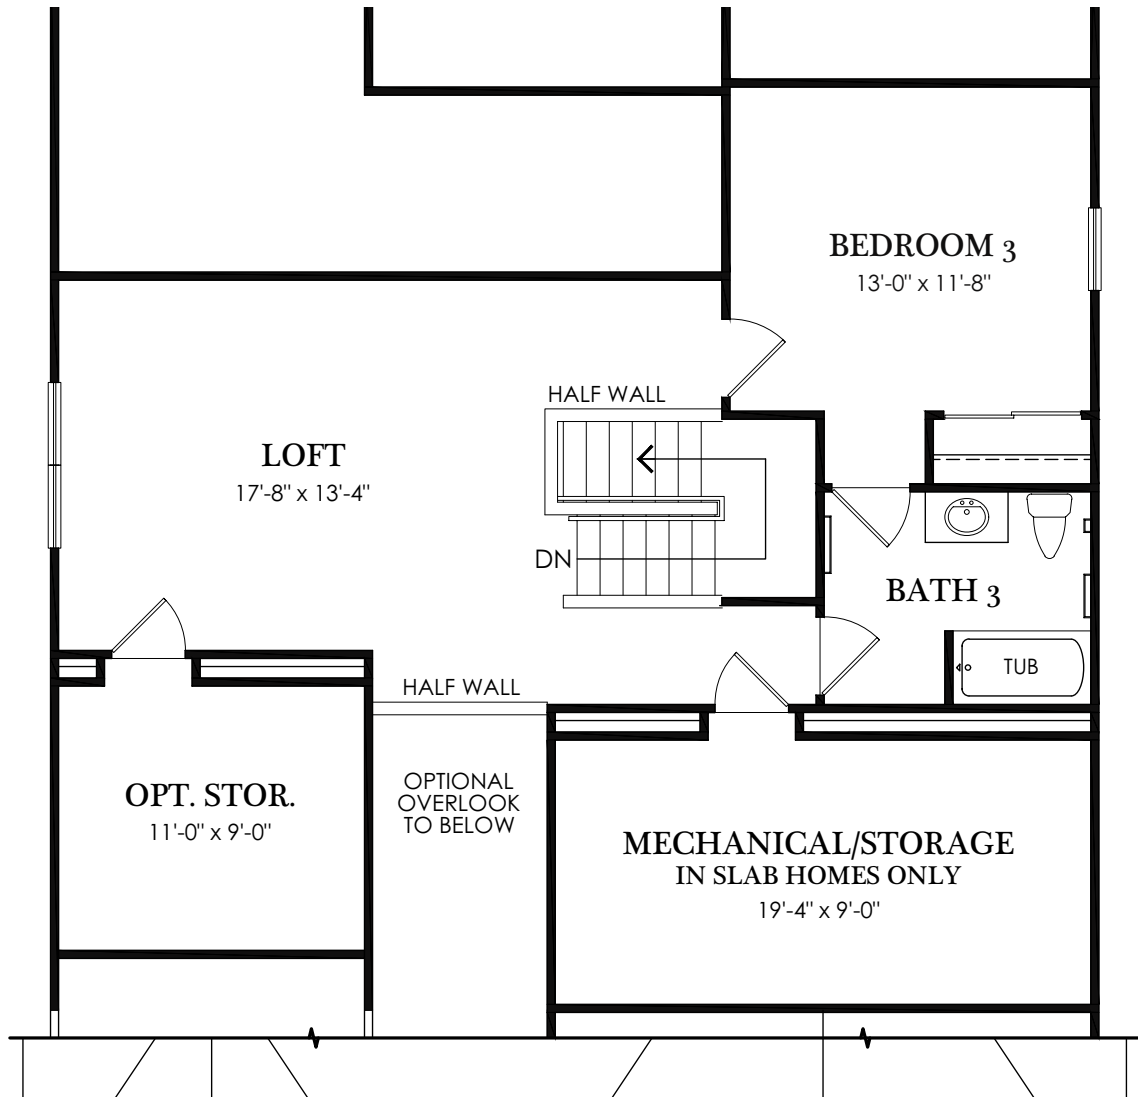 BEDROOM 3
13'-0" x 11'-8"
HALF WALL
LOFT
17'-8" x 13'-4"
DN
BATH 3
TUB
HALF WALL
OPT. STOR.
11'-0" x 9'-0"
OPTIONAL
OVERLOOK
TO BELOW
MECHANICAL/STORAGE
IN SLAB HOMES ONLY
19'-4" x 9'-0"